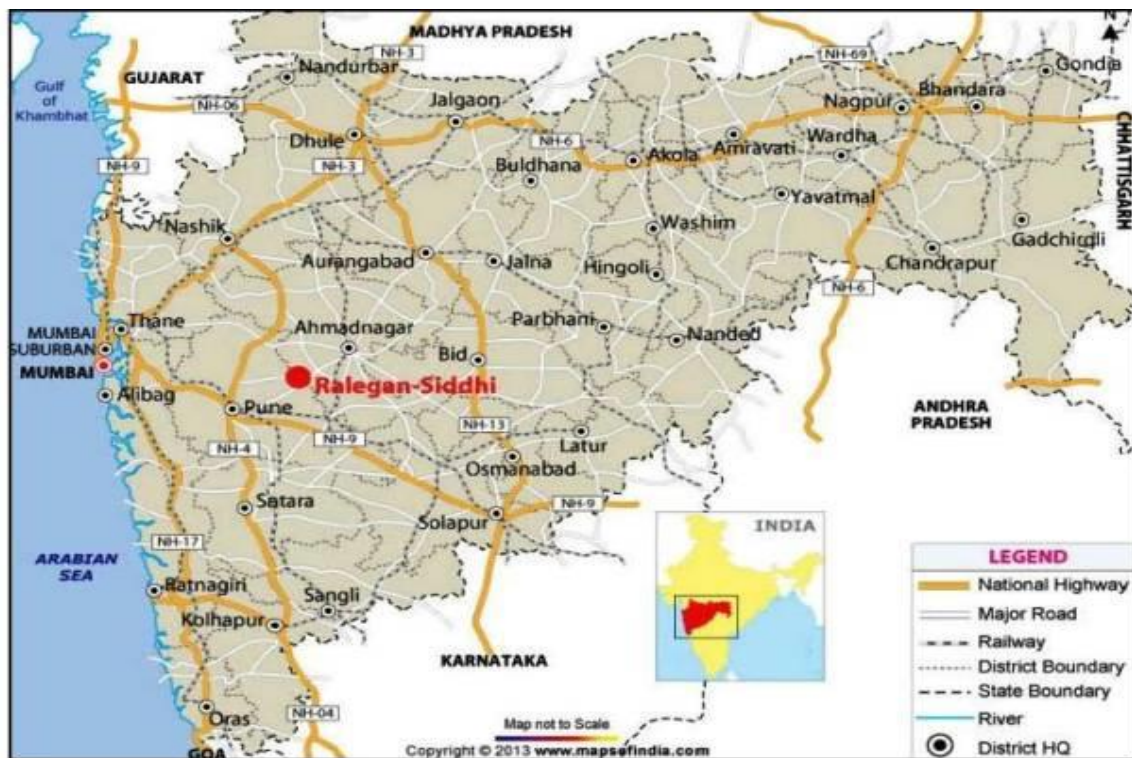 MADHYA PRADESH
N
GUJARAT
Gulf
of
Khambhat
Nandurbar
NH-3
NH-69
Gondia
Jalgaon
Nagpur
Bhandara
NH-06
CHHATTISGARH
Dhule
NH-6
Amravati
Wardha
Akola
Buldhana
NH-9
NH-3
Yavatmal
Washim
Nashik
Gadchirdli
Aurangabad
Jalna
Hingoli
Chandrapur
NH-6
Thane
Ahmadnagar
Parbhani
Nanded
MUMBAI
SUBURBAN
MUMBAI
Bid
Ralegan-Siddhi
Alibag
Pune
ANDHRA
PRADESH
NH-13
NH-9
Latur
NH-4
Osmanabad
Satara
NH-9
Solapur
INDIA
NH-17
ARABIAN
SEA
Ratnagiri
Sangli
Kolhapur
KARNATAKA
Oras
NH-04
GOA
LEGEND
National Highway
Major Road
Railway
District Boundary
State Boundary
River
District HQ
Map not to Scale
Copyright © 2013 www.mapsofindia.com